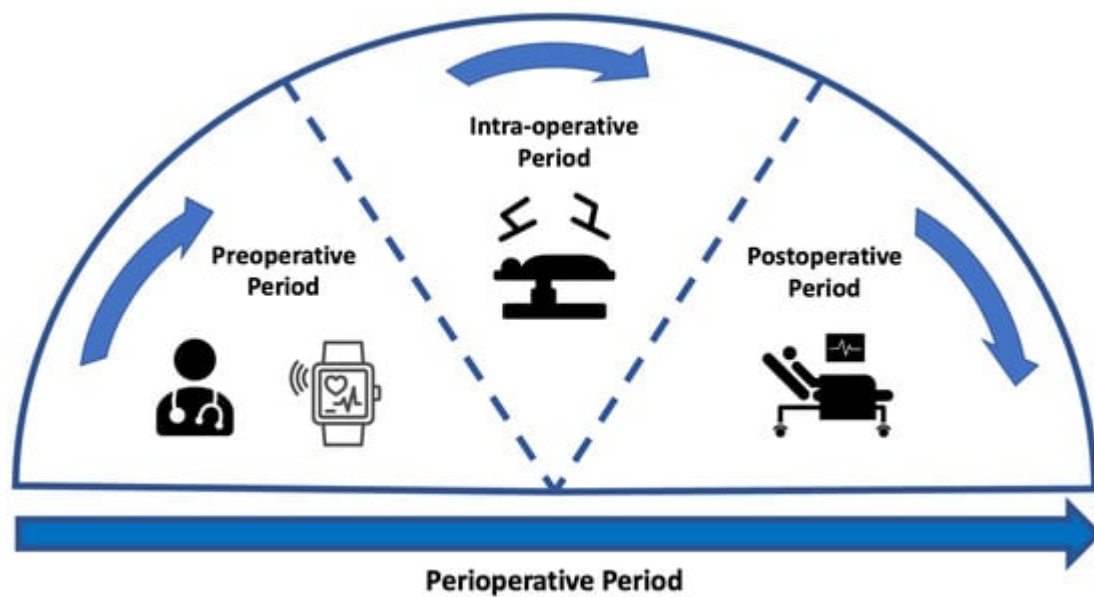 Intra-operative
Period
Preoperative
Period
Postoperative
Period
Perioperative Period